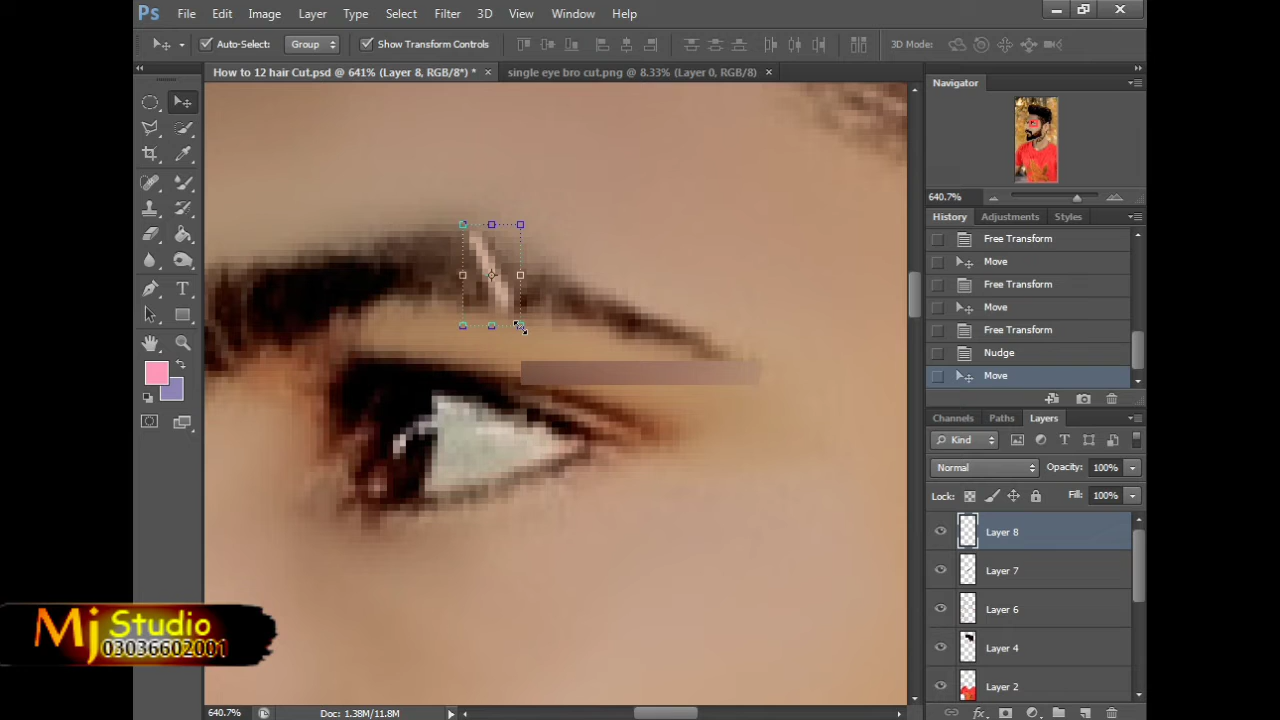 Ps File Edit Image Layer Type Select Filter 3D View Window Help
Auto-Select: Group Show Transform Controls 3D Mode:
How to 12 hair Cut.psd @ 641% (Layer 8, RGB/8*) * × single eye bro cut.png @ 8.33% (Layer 0, RGB/8) ×
Navigator
640.7%
History Adjustments Styles
Free Transform
Move
Free Transform
Move
Free Transform
Nudge
Move
Channels Paths Layers
Kind
Normal Opacity: 100%
Lock: Fill: 100%
Layer 8
Layer 7
Layer 6
Layer 4
Layer 2
Mj Studio
03036602001
640.7% Doc: 1.38M/11.8M